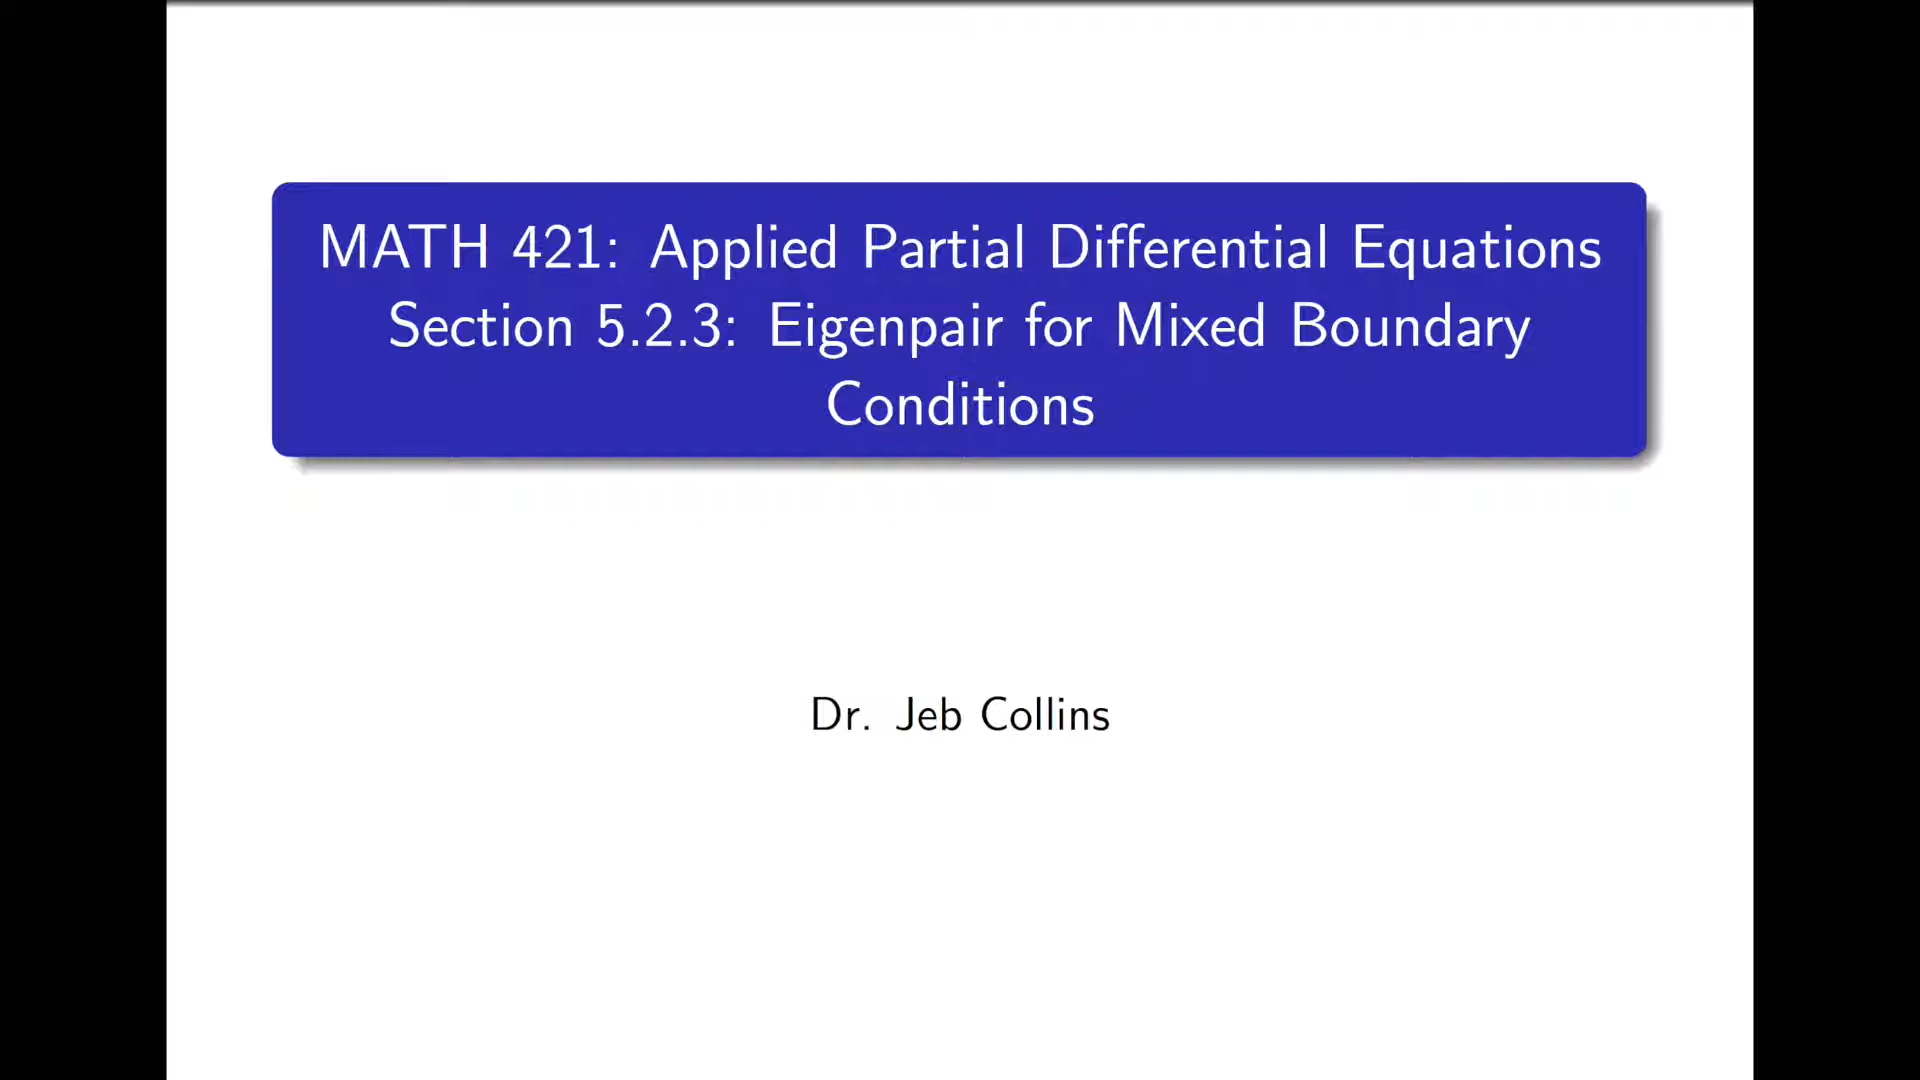 MATH 421: Applied Partial Differential Equations
Section 5.2.3: Eigenpair for Mixed Boundary
Conditions
Dr. Jeb Collins